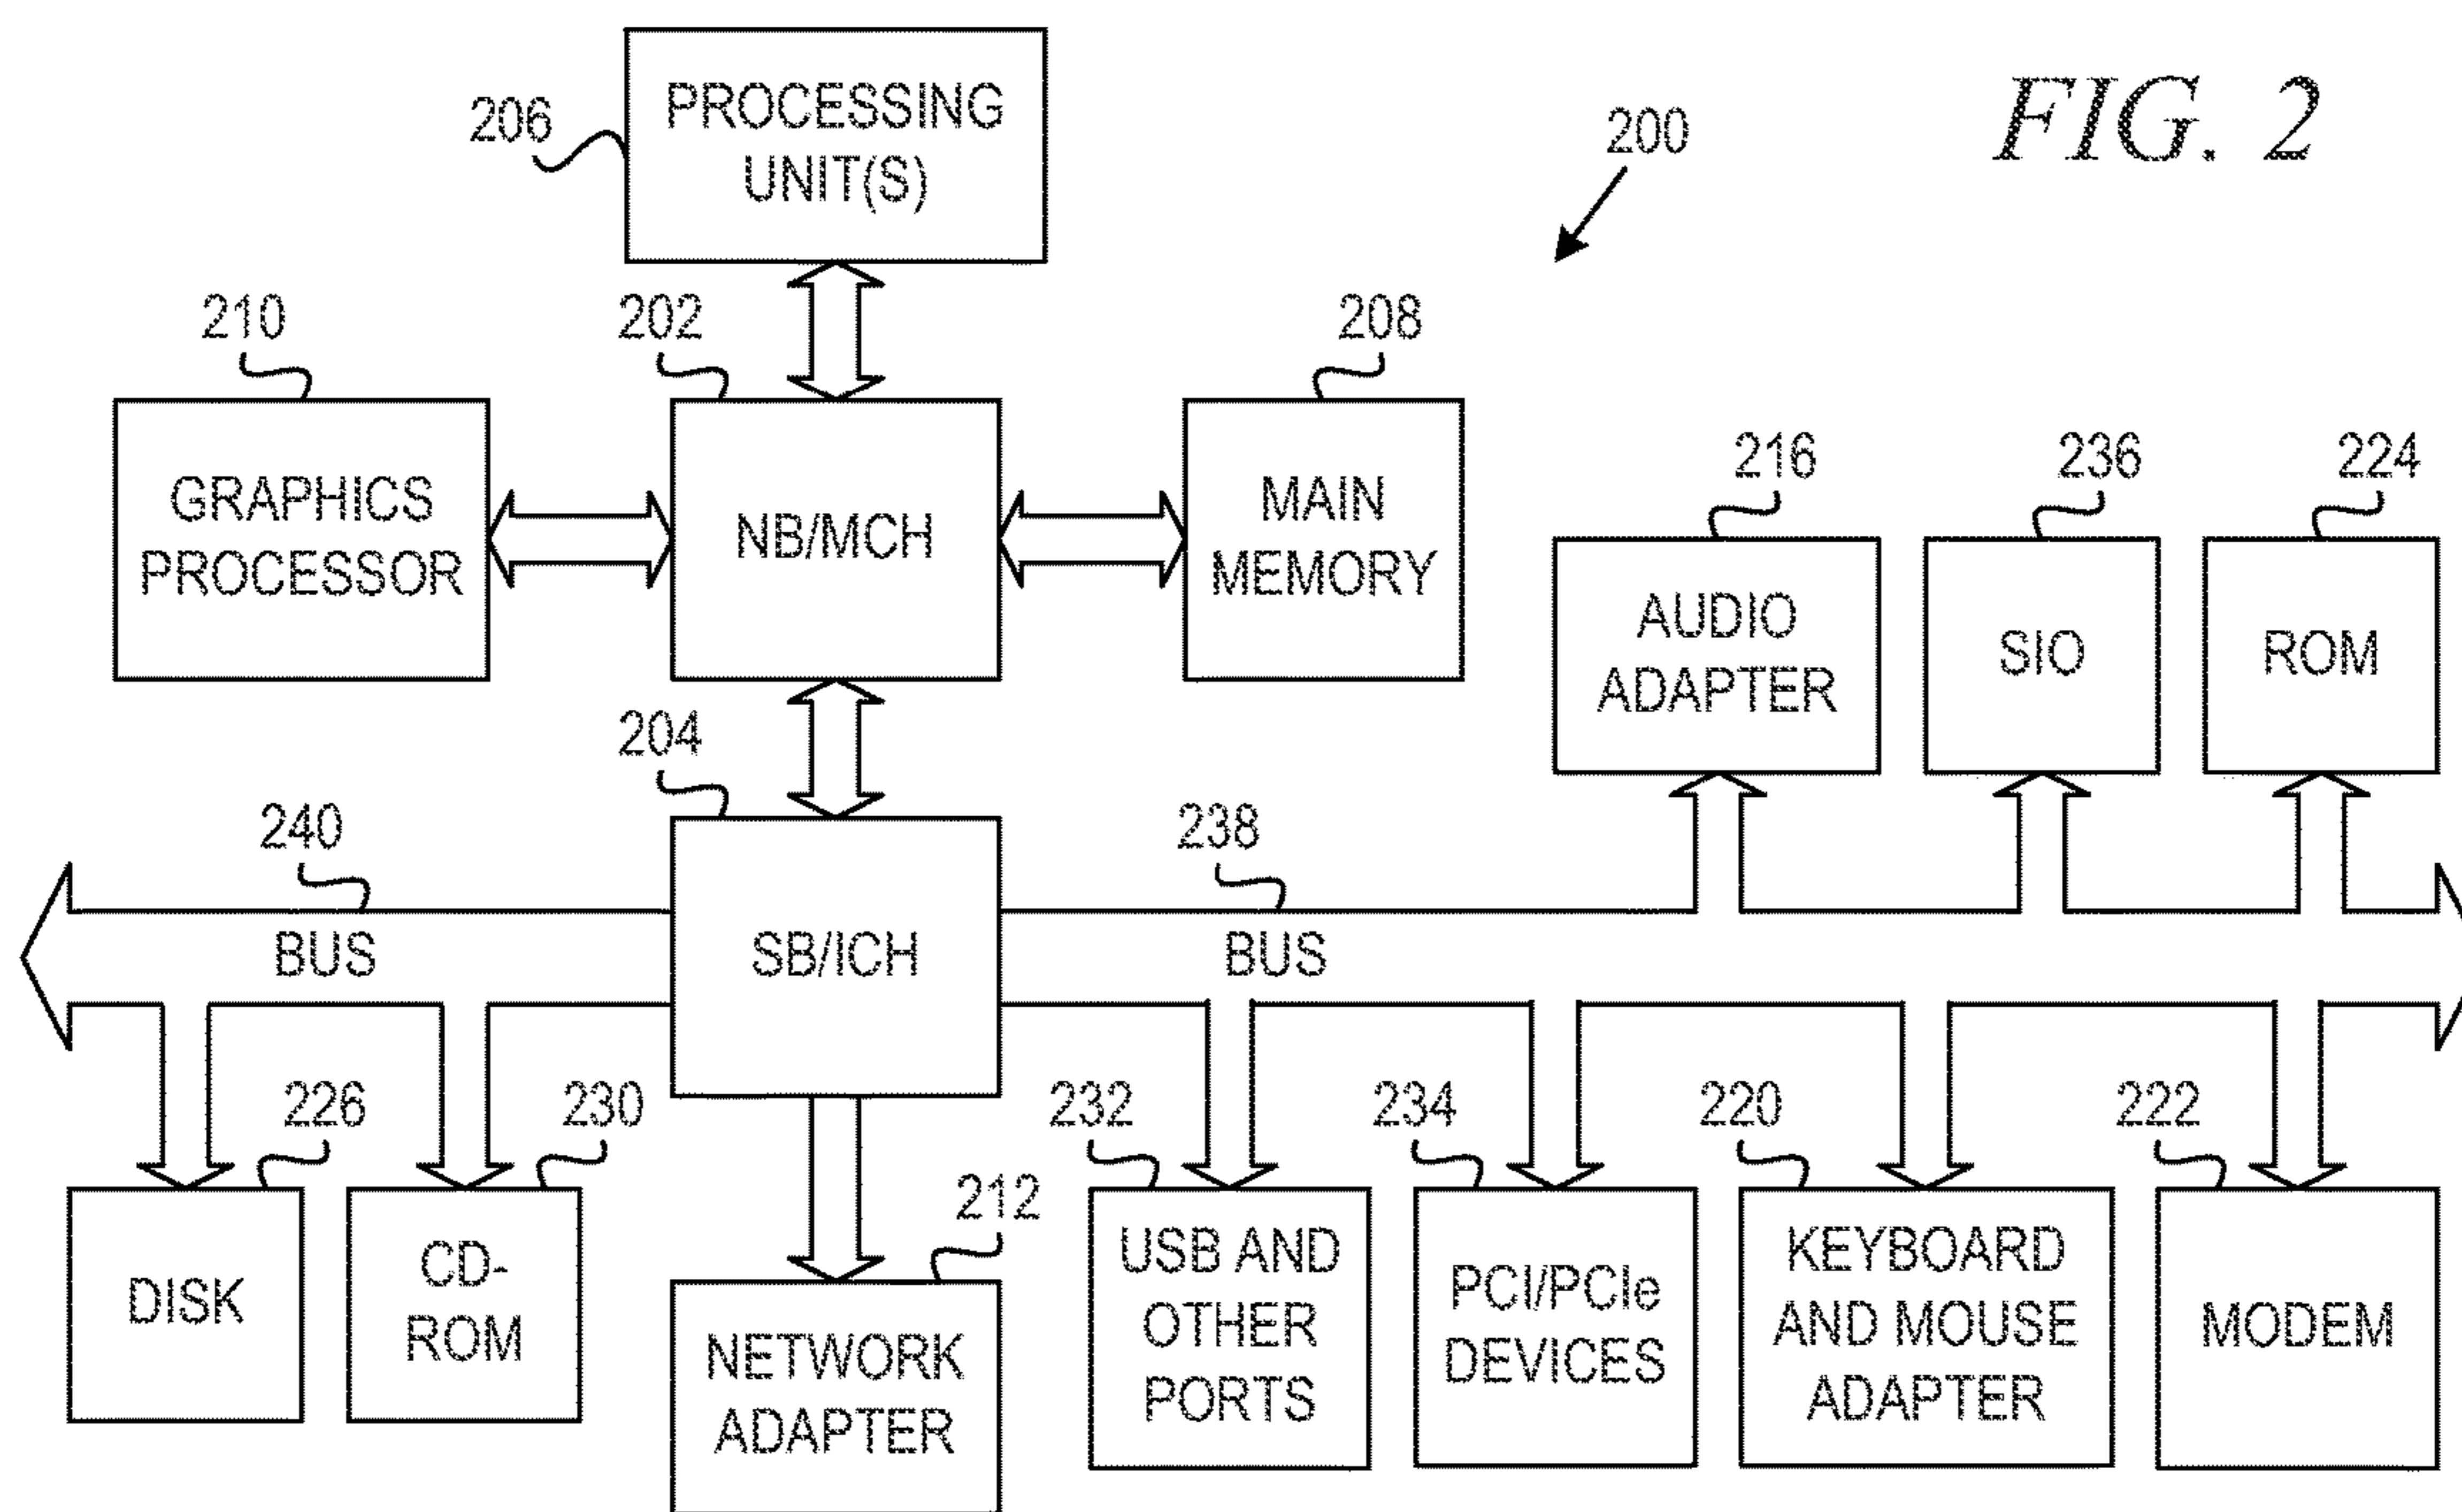 FIG. 2
200
206
PROCESSING
UNIT(S)
210
202
208
GRAPHICS
PROCESSOR
NB/MCH
MAIN
MEMORY
216
236
224
AUDIO
ADAPTER
SIO
ROM
204
240
238
BUS
SB/ICH
BUS
226
230
212
232
234
220
222
DISK
CD-
ROM
NETWORK
ADAPTER
USB AND
OTHER
PORTS
PCI/PCIe
DEVICES
KEYBOARD
AND MOUSE
ADAPTER
MODEM